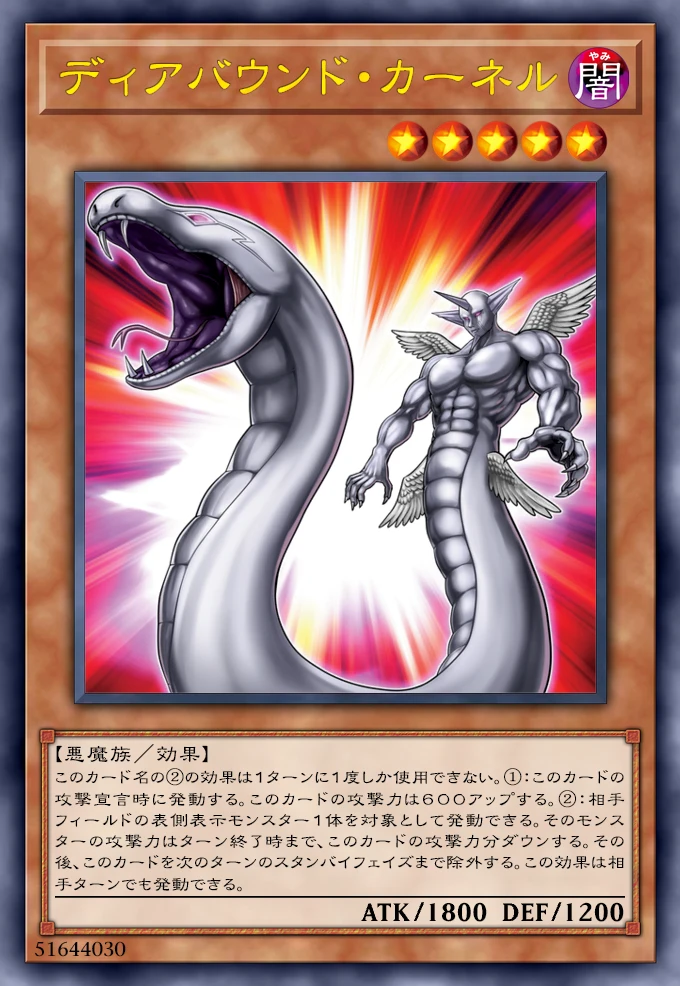 ディアバウンド・カーネル
やみ
闇
【悪魔族／効果】
このカード名の②の効果は１ターンに１度しか使用できない。①：このカードの
攻撃宣言時に発動する。このカードの攻撃力は６００アップする。②：相手
フィールドの表側表示モンスター１体を対象として発動できる。そのモンス
ターの攻撃力はターン終了時まで、このカードの攻撃力分ダウンする。その
後、このカードを次のターンのスタンバイフェイズまで除外する。この効果は相
手ターンでも発動できる。
ATK/1800 DEF/1200
51644030